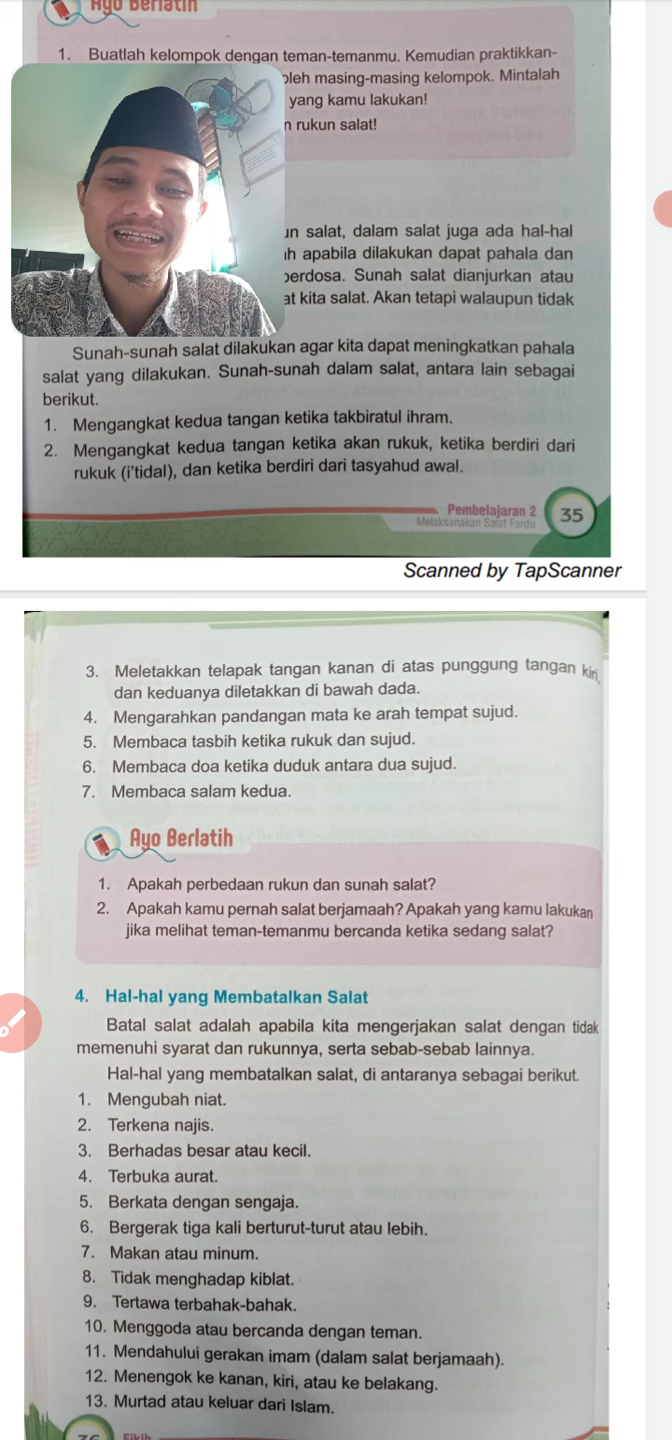 Ayo Berlatih
1. Buatlah kelompok dengan teman-temanmu. Kemudian praktikkan-
oleh masing-masing kelompok. Mintalah
yang kamu lakukan!
n rukun salat!
un salat, dalam salat juga ada hal-hal
ah apabila dilakukan dapat pahala dan
berdosa. Sunah salat dianjurkan atau
at kita salat. Akan tetapi walaupun tidak
Sunah-sunah salat dilakukan agar kita dapat meningkatkan pahala
salat yang dilakukan. Sunah-sunah dalam salat, antara lain sebagai
berikut.
1. Mengangkat kedua tangan ketika takbiratul ihram.
2. Mengangkat kedua tangan ketika akan rukuk, ketika berdiri dari
rukuk (i'tidal), dan ketika berdiri dari tasyahud awal.
Pembelajaran 2
Melaksanakan Salat Fardu
35
Scanned by TapScanner
3. Meletakkan telapak tangan kanan di atas punggung tangan kiri,
dan keduanya diletakkan di bawah dada.
4. Mengarahkan pandangan mata ke arah tempat sujud.
5. Membaca tasbih ketika rukuk dan sujud.
6. Membaca doa ketika duduk antara dua sujud.
7. Membaca salam kedua.
Ayo Berlatih
1. Apakah perbedaan rukun dan sunah salat?
2. Apakah kamu pernah salat berjamaah? Apakah yang kamu lakukan
jika melihat teman-temanmu bercanda ketika sedang salat?
4. Hal-hal yang Membatalkan Salat
Batal salat adalah apabila kita mengerjakan salat dengan tidak
memenuhi syarat dan rukunnya, serta sebab-sebab lainnya.
Hal-hal yang membatalkan salat, di antaranya sebagai berikut.
1. Mengubah niat.
2. Terkena najis.
3. Berhadas besar atau kecil.
4. Terbuka aurat.
5. Berkata dengan sengaja.
6. Bergerak tiga kali berturut-turut atau lebih.
7. Makan atau minum.
8. Tidak menghadap kiblat.
9. Tertawa terbahak-bahak.
10. Menggoda atau bercanda dengan teman.
11. Mendahului gerakan imam (dalam salat berjamaah).
12. Menengok ke kanan, kiri, atau ke belakang.
13. Murtad atau keluar dari Islam.
Fikih